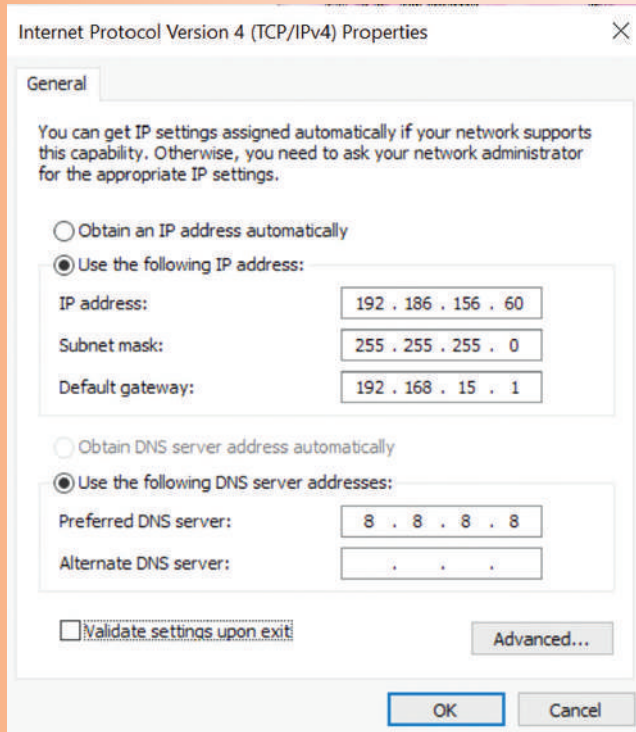 Internet Protocol Version 4 (TCP/IPv4) Properties
General
You can get IP settings assigned automatically if your network supports
this capability. Otherwise, you need to ask your network administrator
for the appropriate IP settings.
Obtain an IP address automatically
Use the following IP address:
IP address: 192 . 186 . 156 . 60
Subnet mask: 255 . 255 . 255 . 0
Default gateway: 192 . 168 . 15 . 1
Obtain DNS server address automatically
Use the following DNS server addresses:
Preferred DNS server: 8 . 8 . 8 . 8
Alternate DNS server: . . .
Validate settings upon exit
Advanced...
OK Cancel